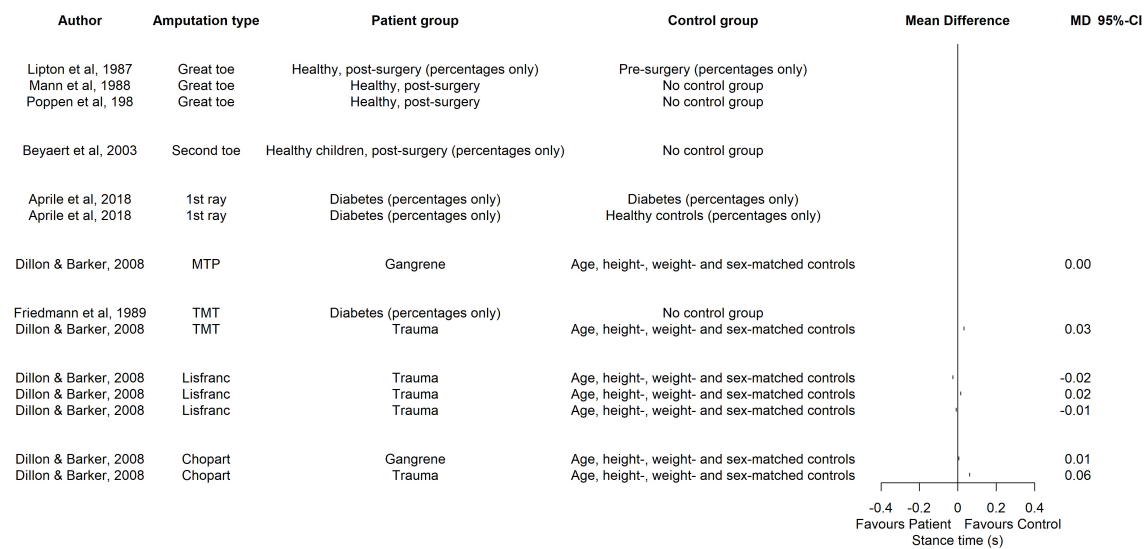 Author Amputation type Patient group Control group Mean Difference MD 95%-CI
Lipton et al, 1987 Great toe Healthy, post-surgery (percentages only) Pre-surgery (percentages only)
Mann et al, 1988 Great toe Healthy, post-surgery No control group
Poppen et al, 198 Great toe Healthy, post-surgery No control group
Beyaert et al, 2003 Second toe Healthy children, post-surgery (percentages only) No control group
Aprile et al, 2018 1st ray Diabetes (percentages only) Diabetes (percentages only)
Aprile et al, 2018 1st ray Diabetes (percentages only) Healthy controls (percentages only)
Dillon & Barker, 2008 MTP Gangrene Age, height-, weight- and sex-matched controls 0.00
Friedmann et al, 1989 TMT Diabetes (percentages only) No control group
Dillon & Barker, 2008 TMT Trauma Age, height-, weight- and sex-matched controls 0.03
Dillon & Barker, 2008 Lisfranc Trauma Age, height-, weight- and sex-matched controls -0.02
Dillon & Barker, 2008 Lisfranc Trauma Age, height-, weight- and sex-matched controls 0.02
Dillon & Barker, 2008 Lisfranc Trauma Age, height-, weight- and sex-matched controls -0.01
Dillon & Barker, 2008 Chopart Gangrene Age, height-, weight- and sex-matched controls 0.01
Dillon & Barker, 2008 Chopart Trauma Age, height-, weight- and sex-matched controls 0.06
-0.4 -0.2 0 0.2 0.4
Favours Patient Favours Control
Stance time (s)